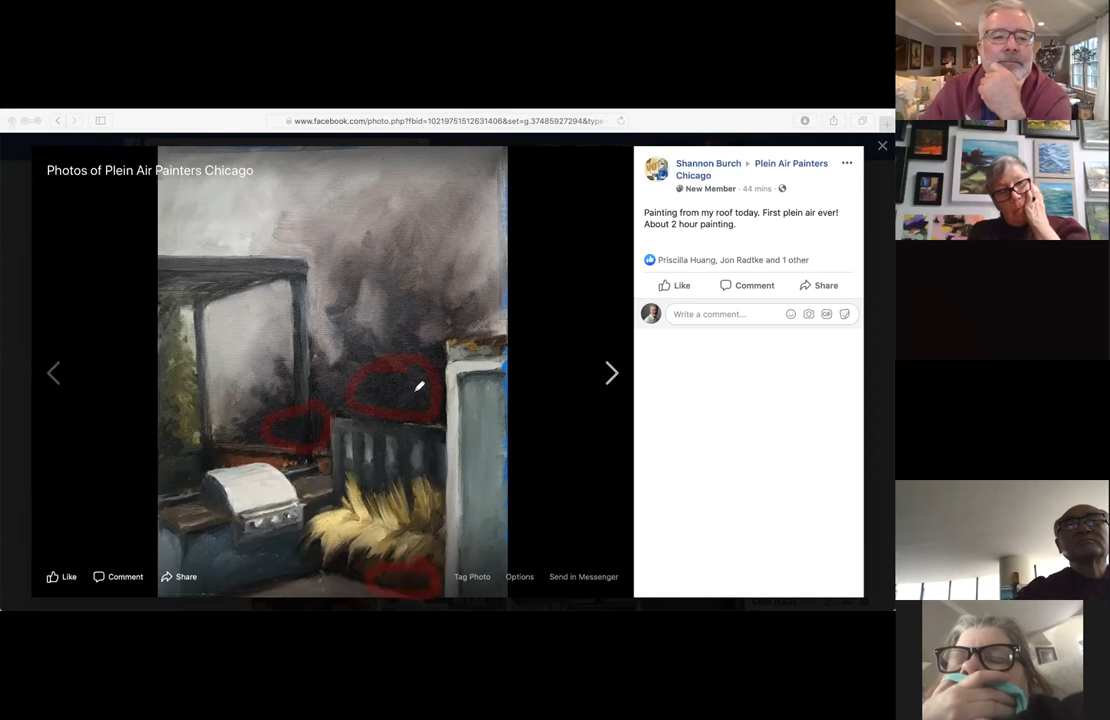 www.facebook.com/photo.php?fbid=10219751512631406&set=g.37485927294&type
Photos of Plein Air Painters Chicago
Shannon Burch ▸ Plein Air Painters
Chicago
New Member · 44 mins ·
Painting from my roof today. First plein air ever!
About 2 hour painting.
Priscilla Huang, Jon Radtke and 1 other
Like Comment Share
Write a comment...
GIF
Like Comment Share Tag Photo Options Send in Messenger